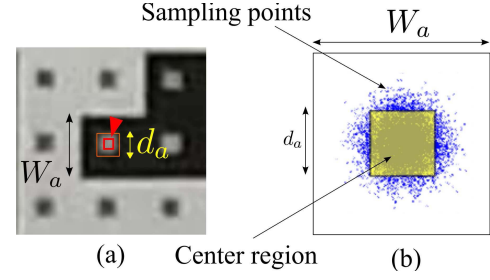 Sampling points
W_a
d_a
W_a
d_a
(a)
Center region
(b)